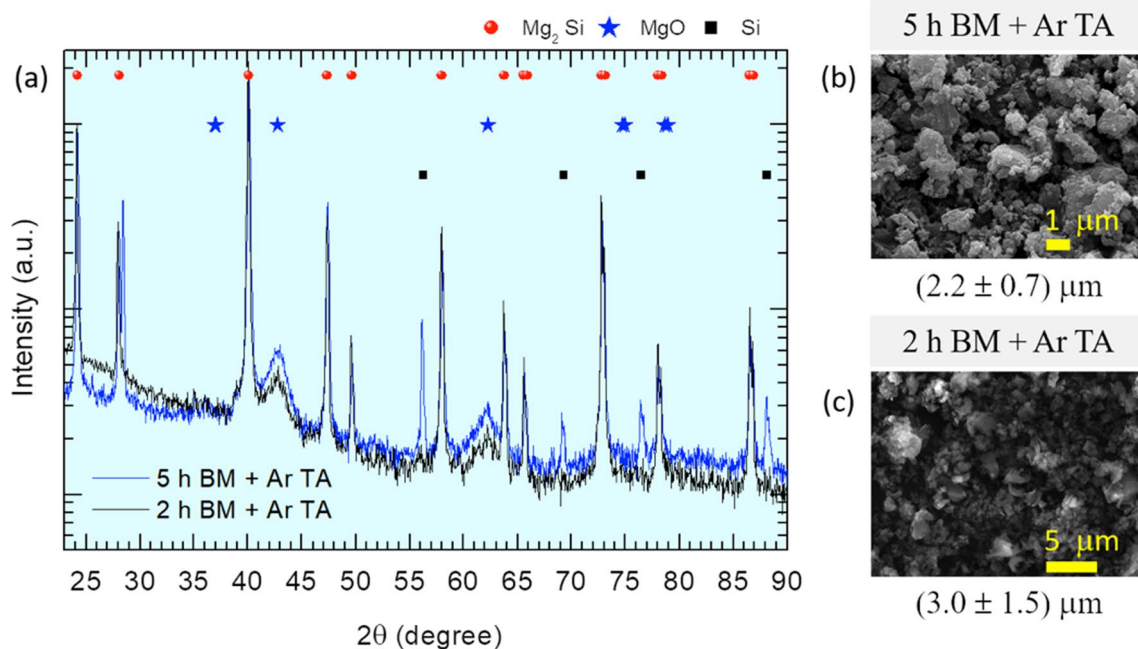 Mg2 Si MgO Si
(a)
Intensity (a.u.)
5 h BM + Ar TA
2 h BM + Ar TA
25 30 35 40 45 50 55 60 65 70 75 80 85 90
2θ (degree)
5 h BM + Ar TA
(b)
1 μm
(2.2 ± 0.7) μm
2 h BM + Ar TA
(c)
5 μm
(3.0 ± 1.5) μm